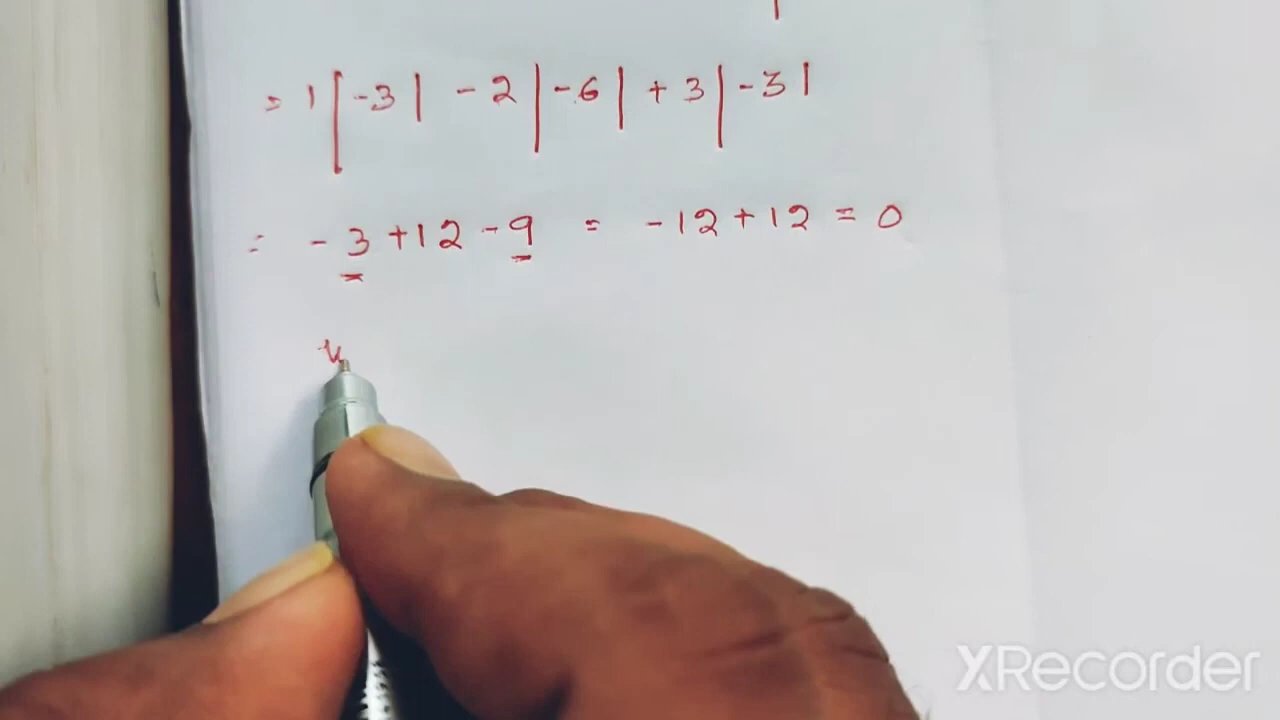 = 1 | -3 | - 2 | -6 | + 3 | -3 |
= - 3 + 12 - 9 = - 12 + 12 = 0
XRecorder